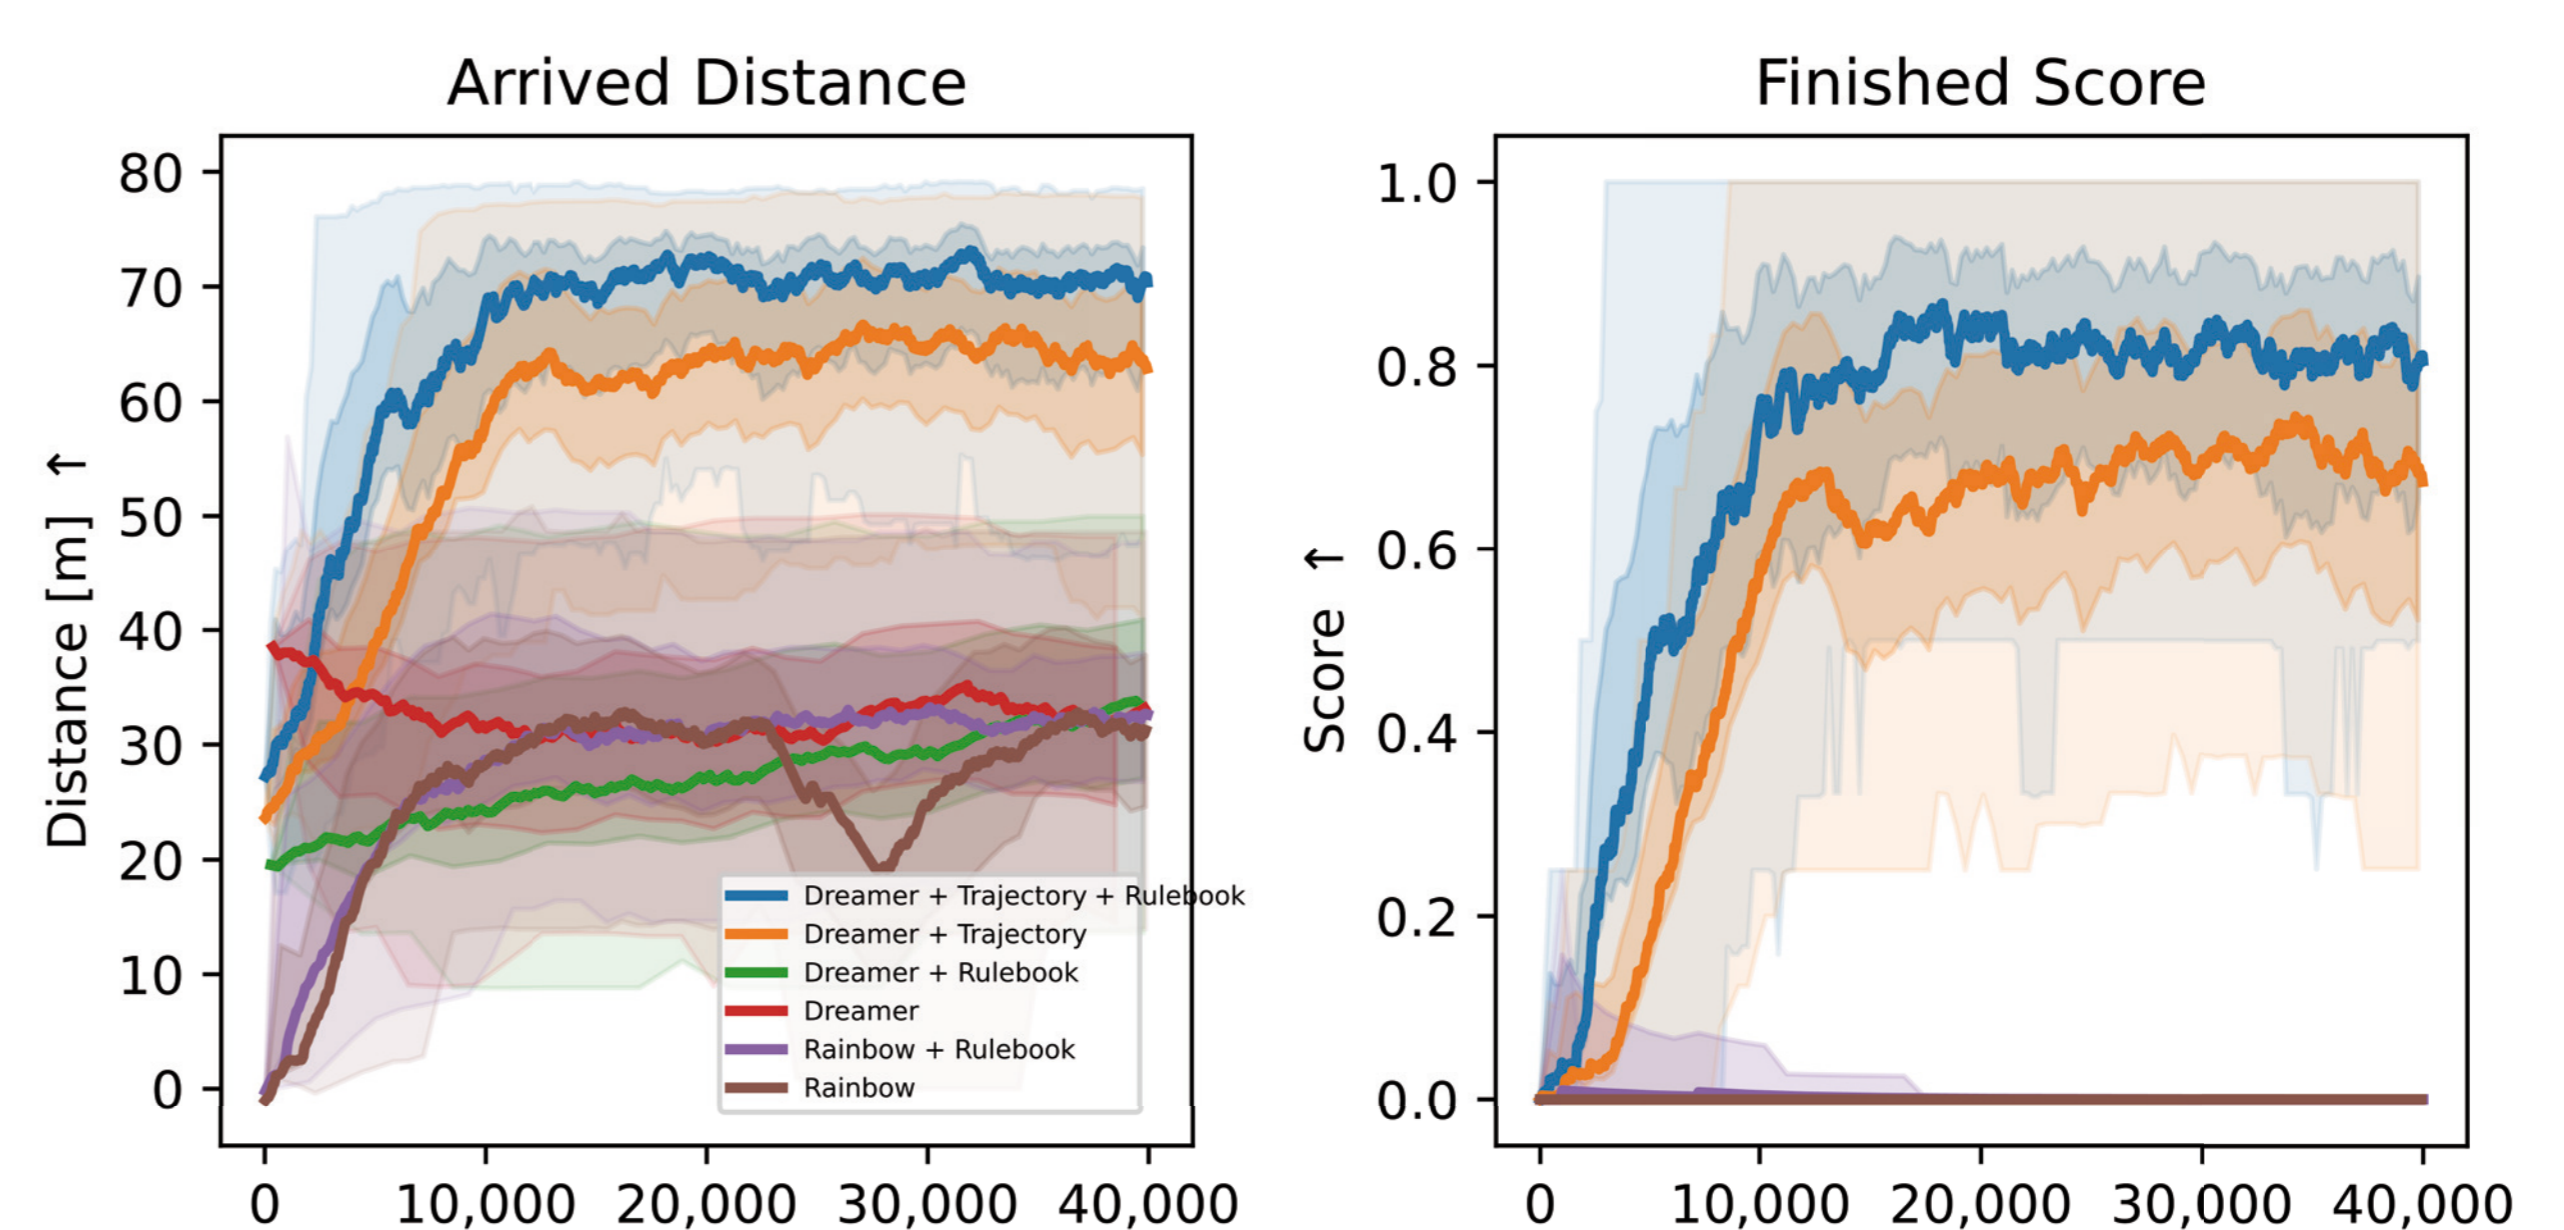 Arrived Distance
Distance [m] ↑
80
70
60
50
40
30
20
10
0
Dreamer + Trajectory + Rulebook
Dreamer + Trajectory
Dreamer + Rulebook
Dreamer
Rainbow + Rulebook
Rainbow
0 10,000 20,000 30,000 40,000
Finished Score
Score ↑
1.0
0.8
0.6
0.4
0.2
0.0
0 10,000 20,000 30,000 40,000